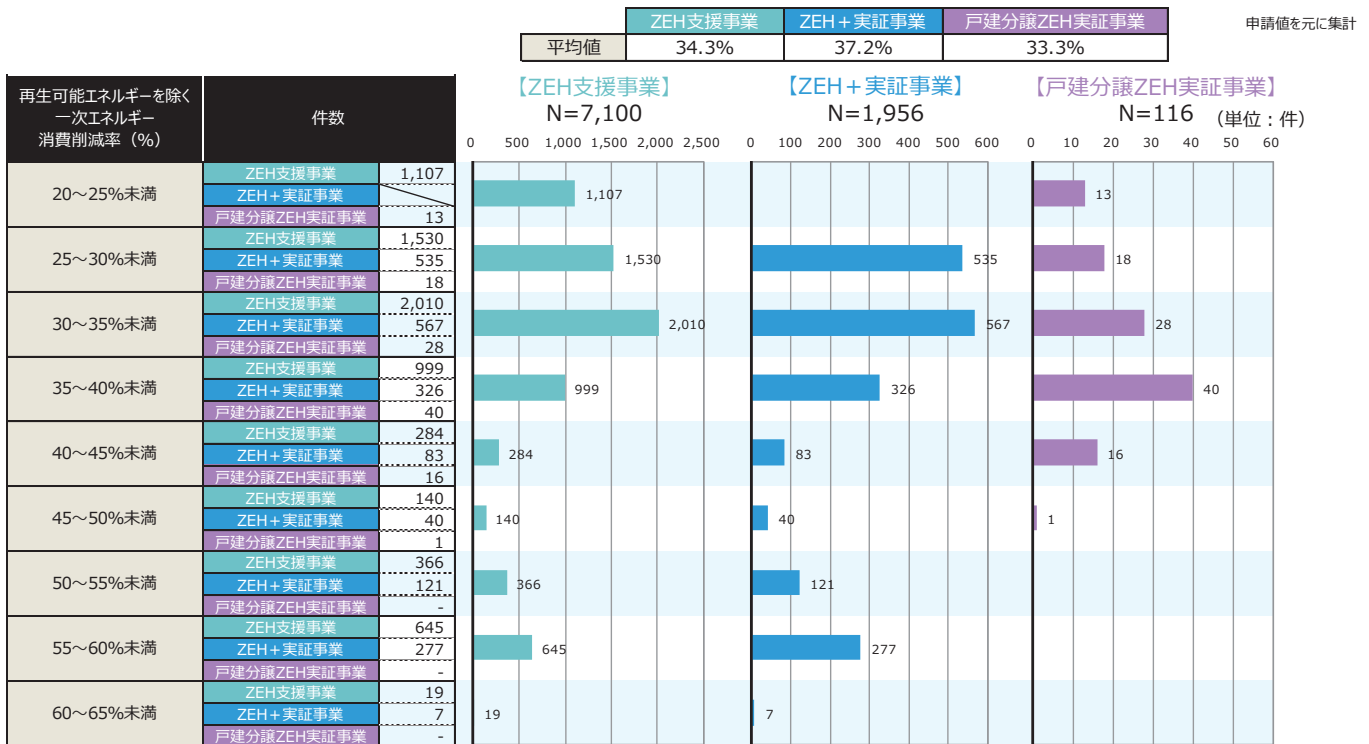 ZEH支援事業 ZEH+実証事業 戸建分譲ZEH実証事業
平均値 34.3% 37.2% 33.3%
申請値を元に集計
再生可能エネルギーを除く
一次エネルギー
消費削減率（%）
件数
【ZEH支援事業】
N=7,100
【ZEH+実証事業】
N=1,956
【戸建分譲ZEH実証事業】
N=116 （単位：件）
0 500 1,000 1,500 2,000 2,500
0 100 200 300 400 500 600
0 10 20 30 40 50 60
20～25%未満
ZEH支援事業 1,107
ZEH+実証事業
戸建分譲ZEH実証事業 13
1,107
13
25～30%未満
ZEH支援事業 1,530
ZEH+実証事業 535
戸建分譲ZEH実証事業 18
1,530
535
18
30～35%未満
ZEH支援事業 2,010
ZEH+実証事業 567
戸建分譲ZEH実証事業 28
2,010
567
28
35～40%未満
ZEH支援事業 999
ZEH+実証事業 326
戸建分譲ZEH実証事業 40
999
326
40
40～45%未満
ZEH支援事業 284
ZEH+実証事業 83
戸建分譲ZEH実証事業 16
284
83
16
45～50%未満
ZEH支援事業 140
ZEH+実証事業 40
戸建分譲ZEH実証事業 1
140
40
1
50～55%未満
ZEH支援事業 366
ZEH+実証事業 121
戸建分譲ZEH実証事業 -
366
121
55～60%未満
ZEH支援事業 645
ZEH+実証事業 277
戸建分譲ZEH実証事業 -
645
277
60～65%未満
ZEH支援事業 19
ZEH+実証事業 7
戸建分譲ZEH実証事業 -
19
7